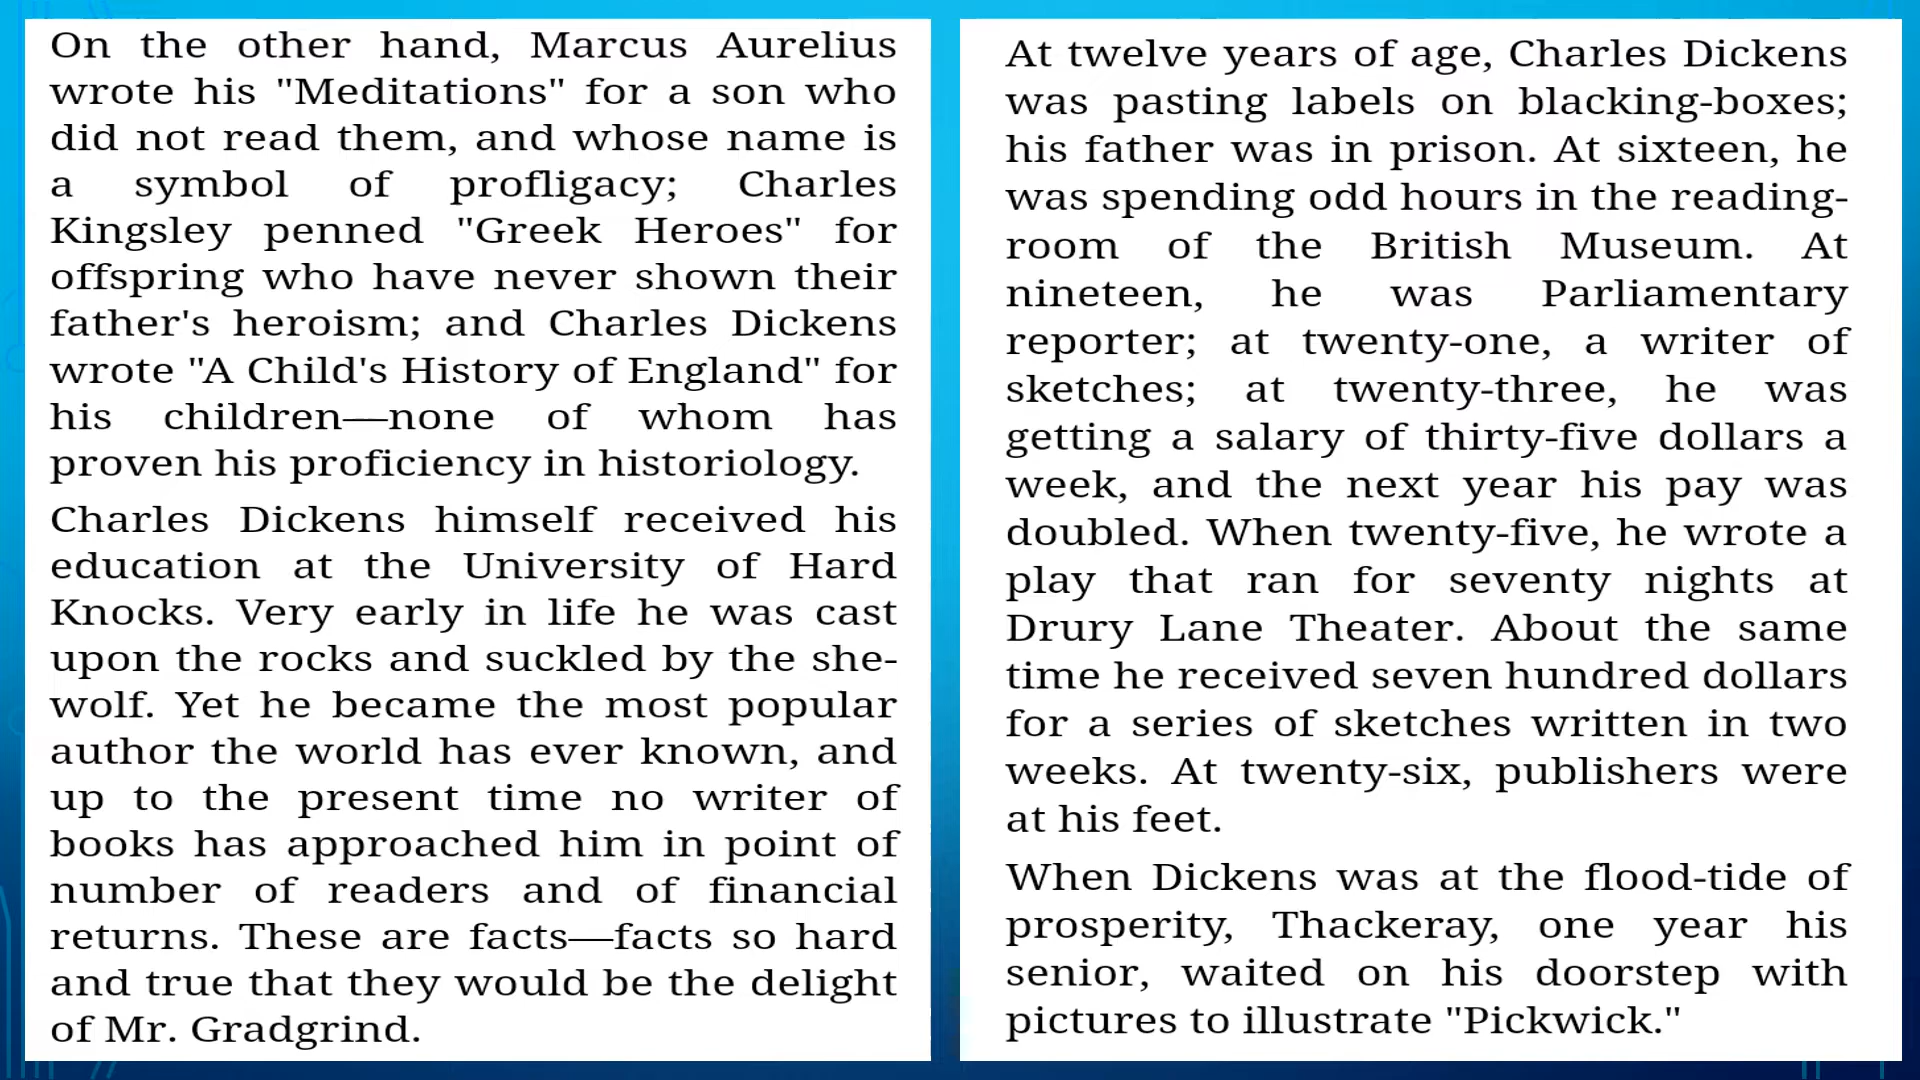 On the other hand, Marcus Aurelius
wrote his "Meditations" for a son who
did not read them, and whose name is
a symbol of profligacy; Charles
Kingsley penned "Greek Heroes" for
offspring who have never shown their
father's heroism; and Charles Dickens
wrote "A Child's History of England" for
his children—none of whom has
proven his proficiency in historiology.
Charles Dickens himself received his
education at the University of Hard
Knocks. Very early in life he was cast
upon the rocks and suckled by the she-
wolf. Yet he became the most popular
author the world has ever known, and
up to the present time no writer of
books has approached him in point of
number of readers and of financial
returns. These are facts—facts so hard
and true that they would be the delight
of Mr. Gradgrind.
At twelve years of age, Charles Dickens
was pasting labels on blacking-boxes;
his father was in prison. At sixteen, he
was spending odd hours in the reading-
room of the British Museum. At
nineteen, he was Parliamentary
reporter; at twenty-one, a writer of
sketches; at twenty-three, he was
getting a salary of thirty-five dollars a
week, and the next year his pay was
doubled. When twenty-five, he wrote a
play that ran for seventy nights at
Drury Lane Theater. About the same
time he received seven hundred dollars
for a series of sketches written in two
weeks. At twenty-six, publishers were
at his feet.
When Dickens was at the flood-tide of
prosperity, Thackeray, one year his
senior, waited on his doorstep with
pictures to illustrate "Pickwick."